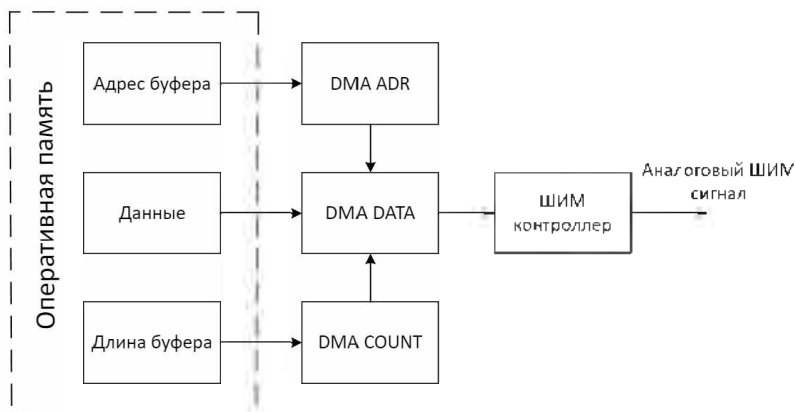 Оперативная память
Адрес буфера
DMA ADR
Данные
DMA DATA
ШИМ
контроллер
Аналоговый ШИМ
сигнал
Длина буфера
DMA COUNT